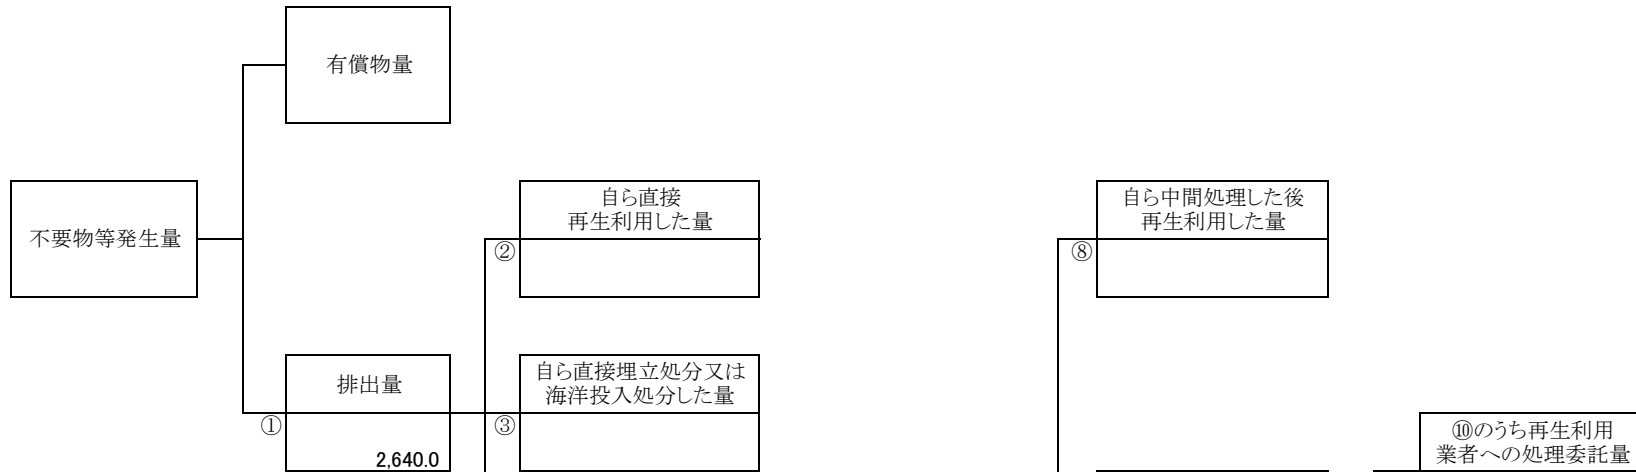 有償物量
不要物等発生量
自ら直接
再生利用した量
②
自ら中間処理した後
再生利用した量
⑧
排出量
①
2,640.0
自ら直接埋立処分又は
海洋投入処分した量
③
⑩のうち再生利用
業者への処理委託量